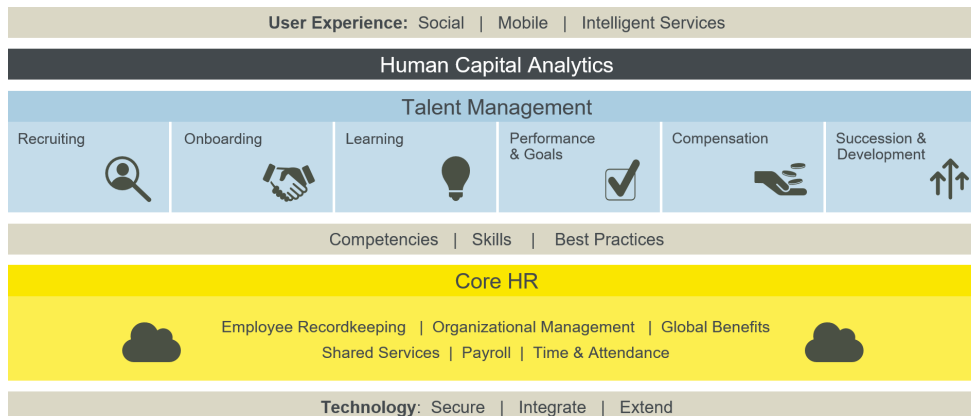 User Experience: Social | Mobile | Intelligent Services
Human Capital Analytics
Talent Management
Recruiting
Onboarding
Learning
Performance
& Goals
Compensation
Succession &
Development
Competencies | Skills | Best Practices
Core HR
Employee Recordkeeping | Organizational Management | Global Benefits
Shared Services | Payroll | Time & Attendance
Technology: Secure | Integrate | Extend